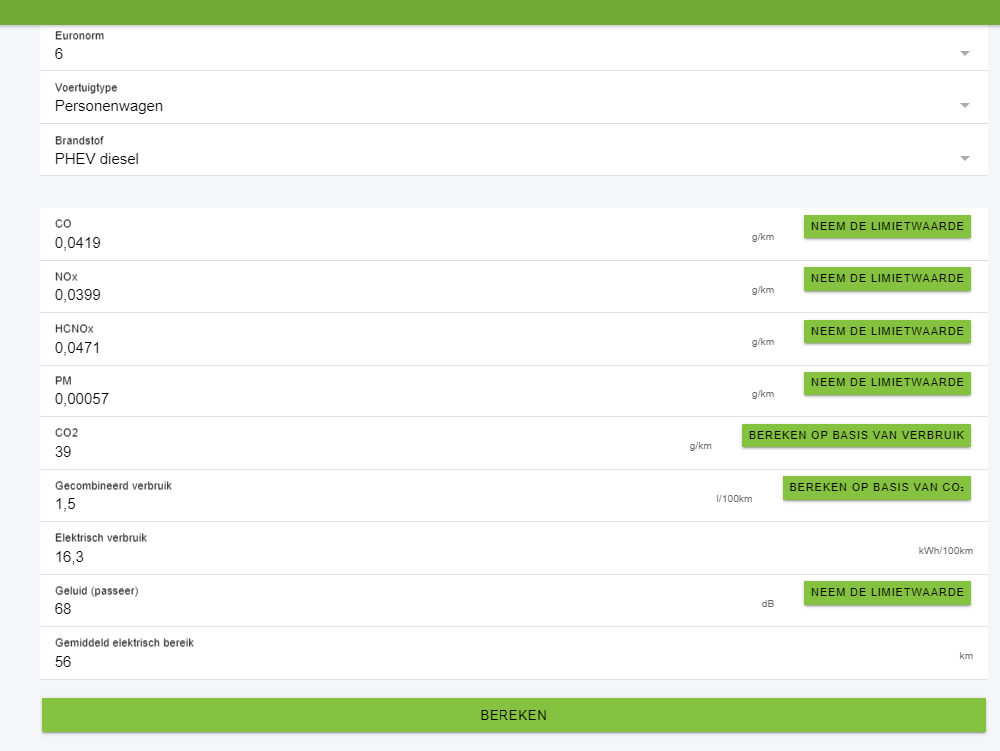 Euronorm
6
Voertuigtype
Personenwagen
Brandstof
PHEV diesel
CO
0,0419
g/km
NEEM DE LIMIETWAARDE
NOx
0,0399
g/km
NEEM DE LIMIETWAARDE
HCNOx
0,0471
g/km
NEEM DE LIMIETWAARDE
PM
0,00057
g/km
NEEM DE LIMIETWAARDE
CO2
39
g/km
BEREKEN OP BASIS VAN VERBRUIK
Gecombineerd verbruik
1,5
l/100km
BEREKEN OP BASIS VAN CO₂
Elektrisch verbruik
16,3
kWh/100km
Geluid (passeer)
68
dB
NEEM DE LIMIETWAARDE
Gemiddeld elektrisch bereik
56
km
BEREKEN